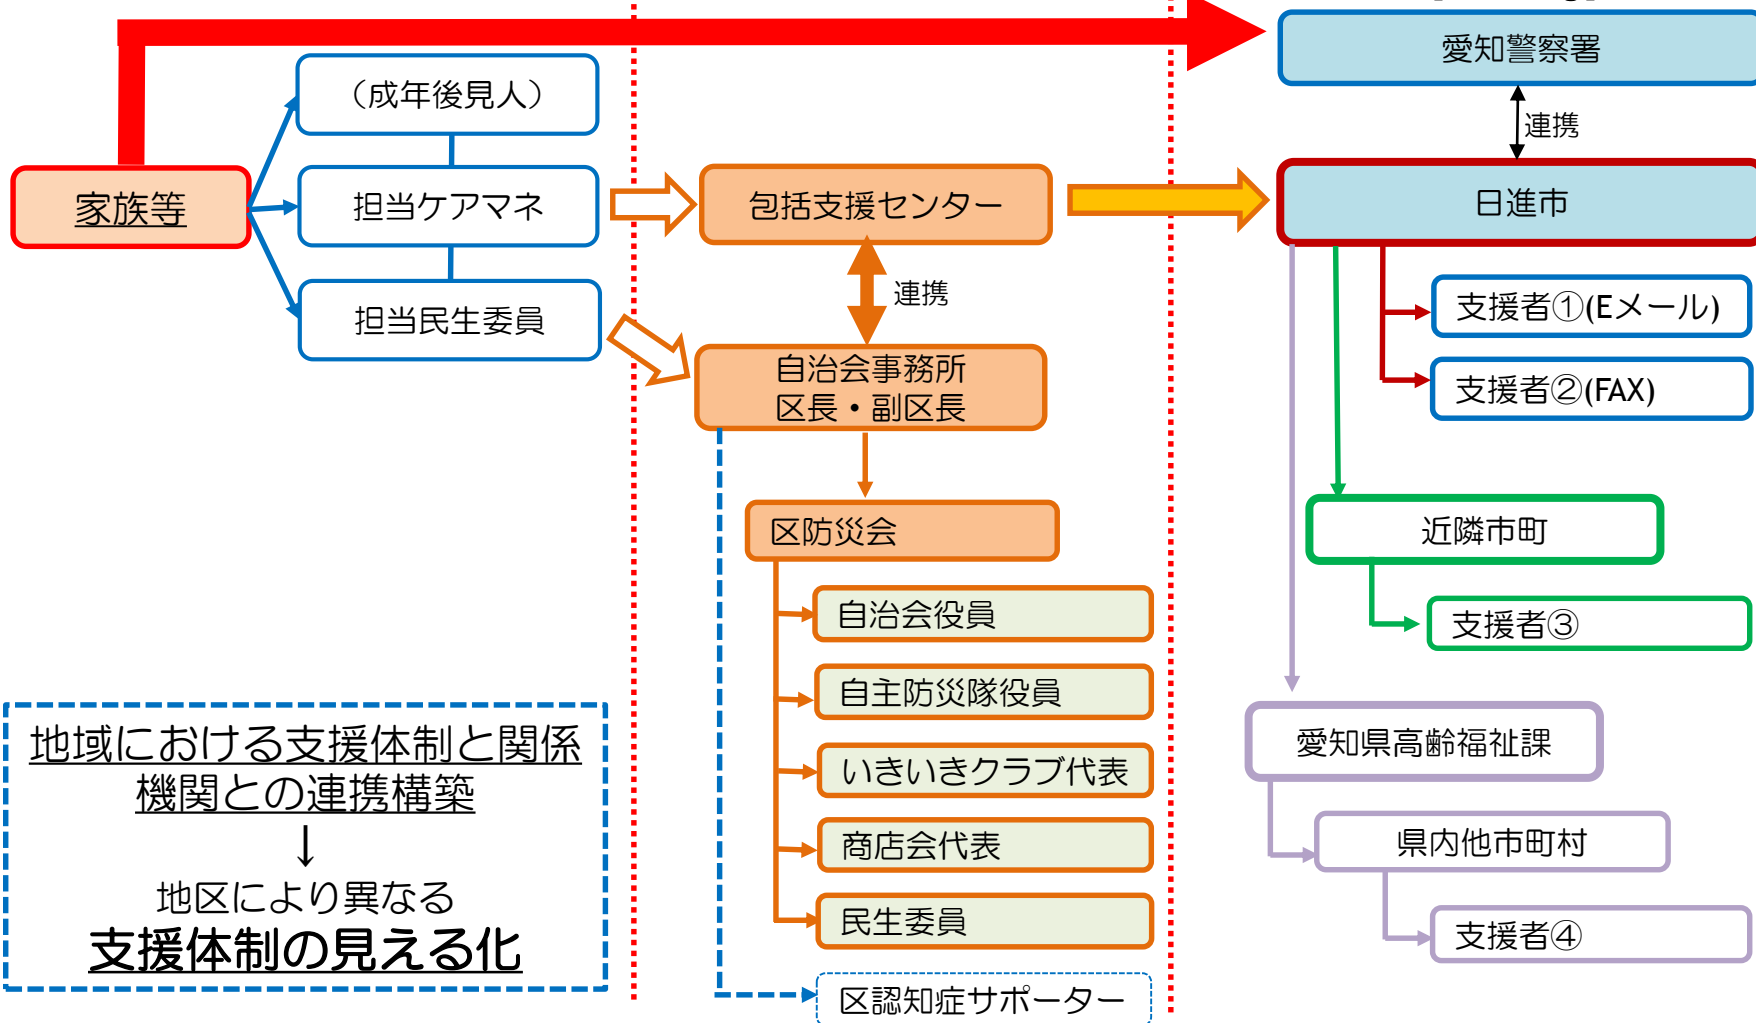 愛知警察署
連携
(成年後見人)
家族等
担当ケアマネ
担当民生委員
包括支援センター
連携
自治会事務所
区長・副区長
区防災会
自治会役員
自主防災隊役員
いきいきクラブ代表
商店会代表
民生委員
区認知症サポーター
日進市
支援者①(Eメール)
支援者②(FAX)
近隣市町
支援者③
愛知県高齢福祉課
県内他市町村
支援者④
地域における支援体制と関係
機関との連携構築
↓
地区により異なる
支援体制の見える化